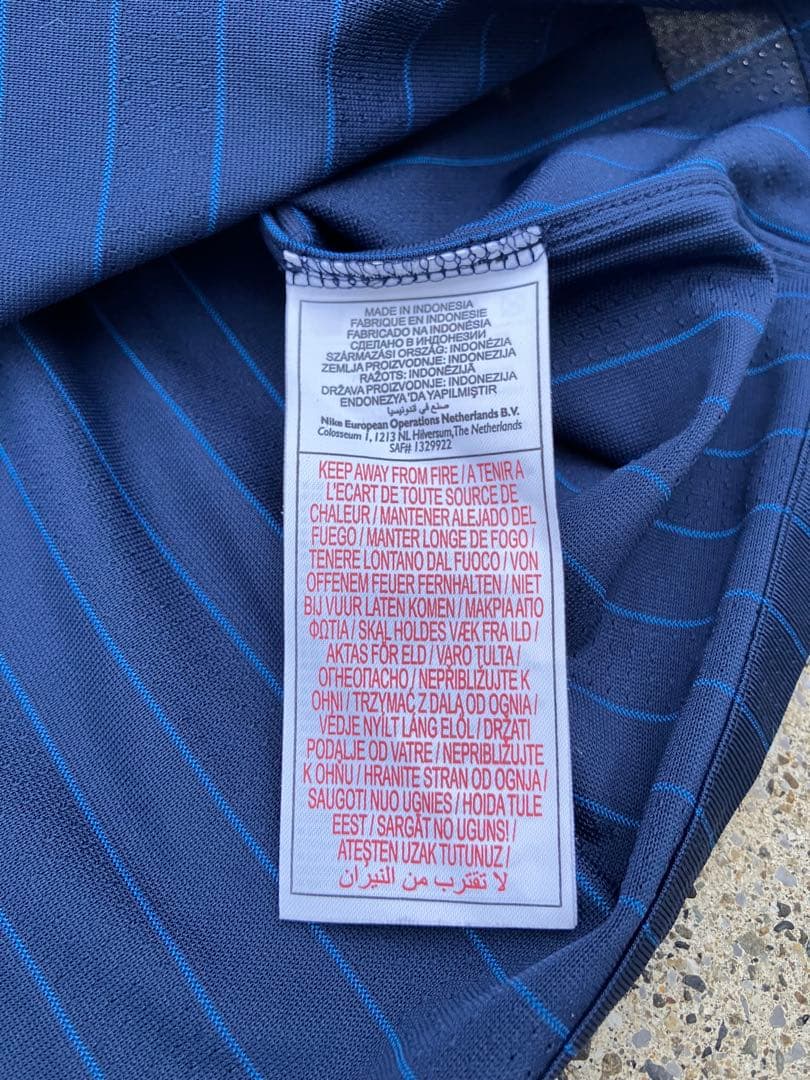 MADE IN INDONESIA
FABRIQUE EN INDONESIE
FABRICADO NA INDONÉSIA
СДЕЛАНО В ИНДОНЕЗИИ
SZÁRMAZÁSI ORSZÁG: INDONÉZIA
ZEMLJA PROIZVODNJE: INDONEZIJA
RAŽOTS: INDONĒZIJĀ
DRŽAVA PROIZVODNJE: INDONEZIJA
ENDONEZYA'DA YAPILMIŞTIR
صنع في
Nike European Operations Netherlands B.V.
Colosseum 1, 1213 NL Hilversum,The Netherlands
SAF# 1329922
KEEP AWAY FROM FIRE / A TENIR A
L'ECART DE TOUTE SOURCE DE
CHALEUR / MANTENER ALEJADO DEL
FUEGO / MANTER LONGE DE FOGO /
TENERE LONTANO DAL FUOCO / VON
OFFENEM FEUER FERNHALTEN / NIET
BIJ VUUR LATEN KOMEN / ΜΑΚΡΙΑ ΑΠΟ
ΦΩΤΙΑ / SKAL HOLDES VÆK FRA ILD /
AKTAS FÖR ELD / VARO TULTA /
ОГНЕОПАСНО / NEPŘIBLIŽUJTE K
OHNI / TRZYMAĆ Z DALA OD OGNIA /
VÉDJE NYÍLT LÁNG ELŐL / DRŽATI
PODALJE OD VATRE / NEPRIBLIŽUJTE
K OHŇU / HRANITE STRAN OD OGNJA /
SAUGOTI NUO UGNIES / HOIDA TULE
EEST / SARGĀT NO UGUNS! /
ATEŞTEN UZAK TUTUNUZ /
لا تقترب من النيران